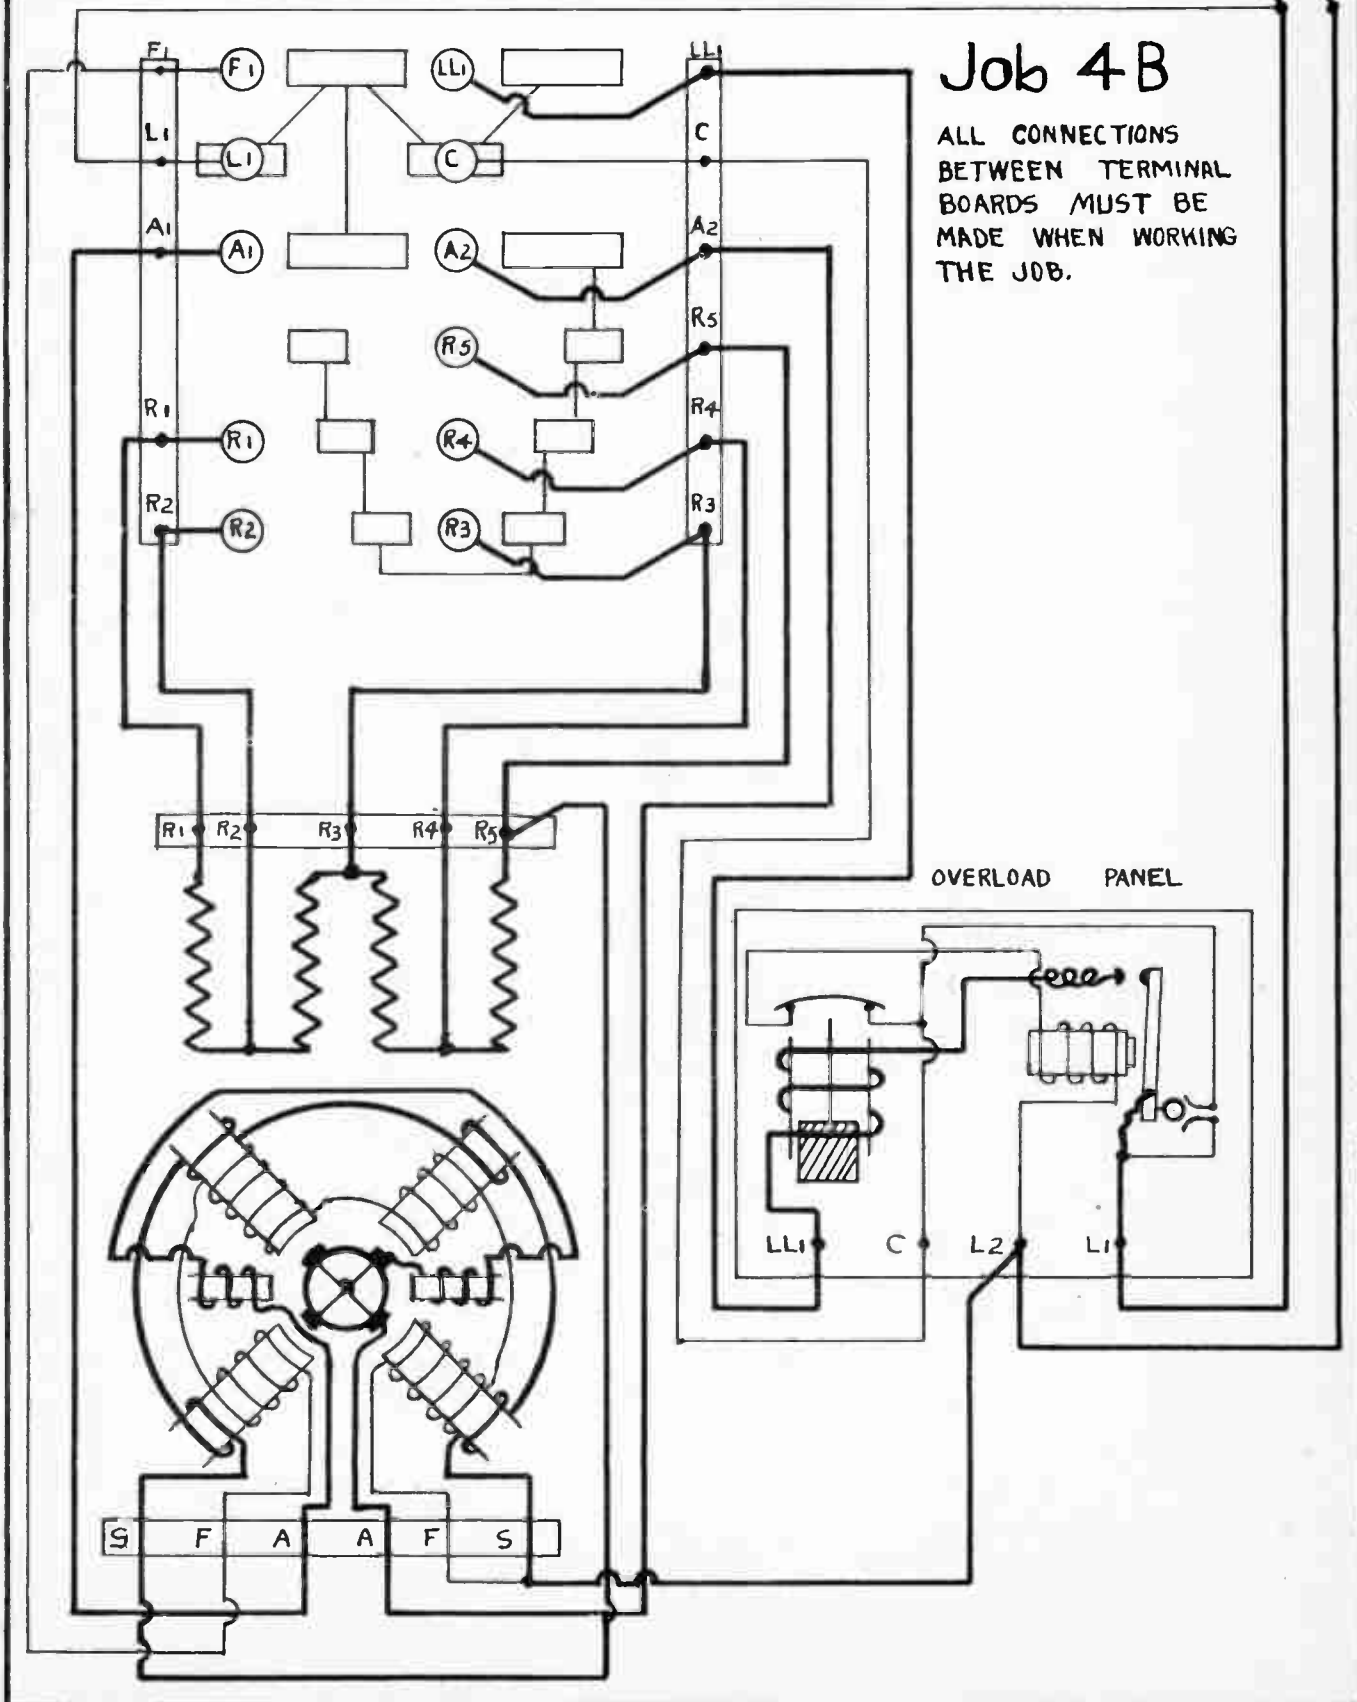 Job 4B
ALL CONNECTIONS
BETWEEN TERMINAL
BOARDS MUST BE
MADE WHEN WORKING
THE JOB.
F1 F1 LL1 LL1
L1 L1 C C
A1 A1 A2 A2
R5 R5
R1 R1 R4 R4
R2 R2 R3 R3
R1 R2 R3 R4 R5
OVERLOAD PANEL
LL1 C L2 L1
S F A A F S